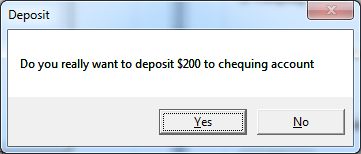 Deposit
Do you really want to deposit $200 to chequing account
Yes
No